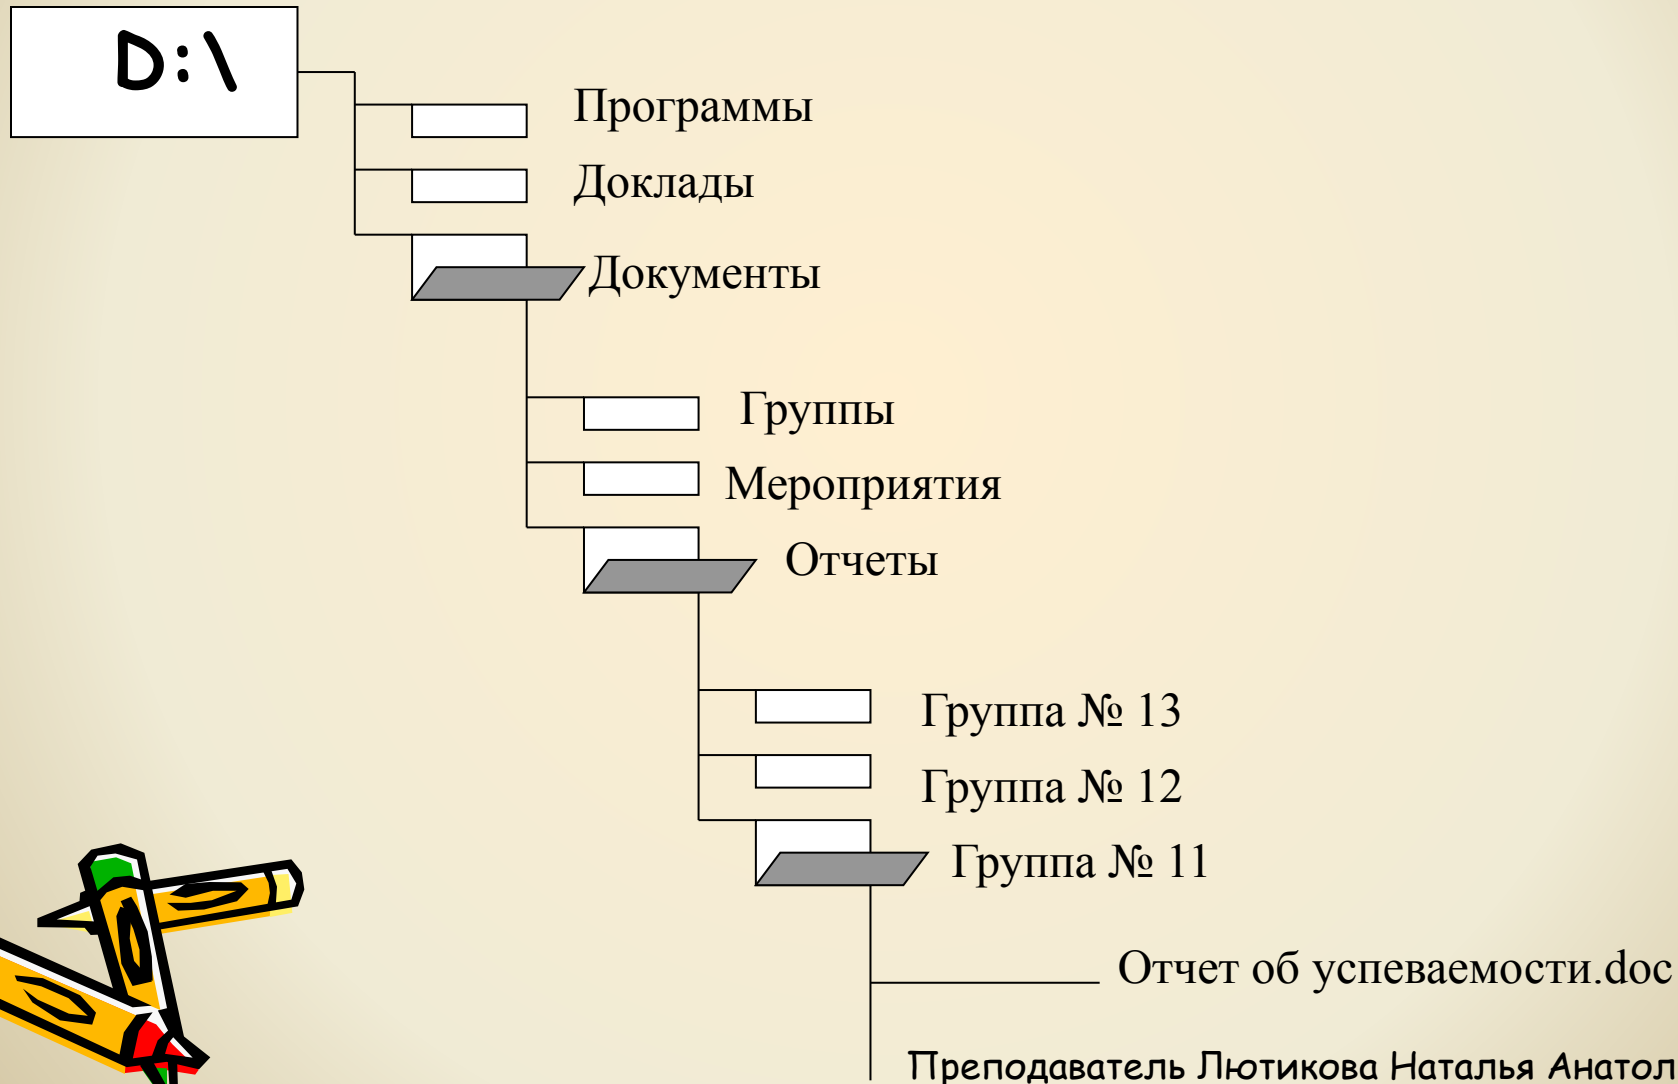 D:\
Программы
Доклады
Документы
Группы
Мероприятия
Отчеты
Группа № 13
Группа № 12
Группа № 11
Отчет об успеваемости.doc
Преподаватель Лютикова Наталья Анатол